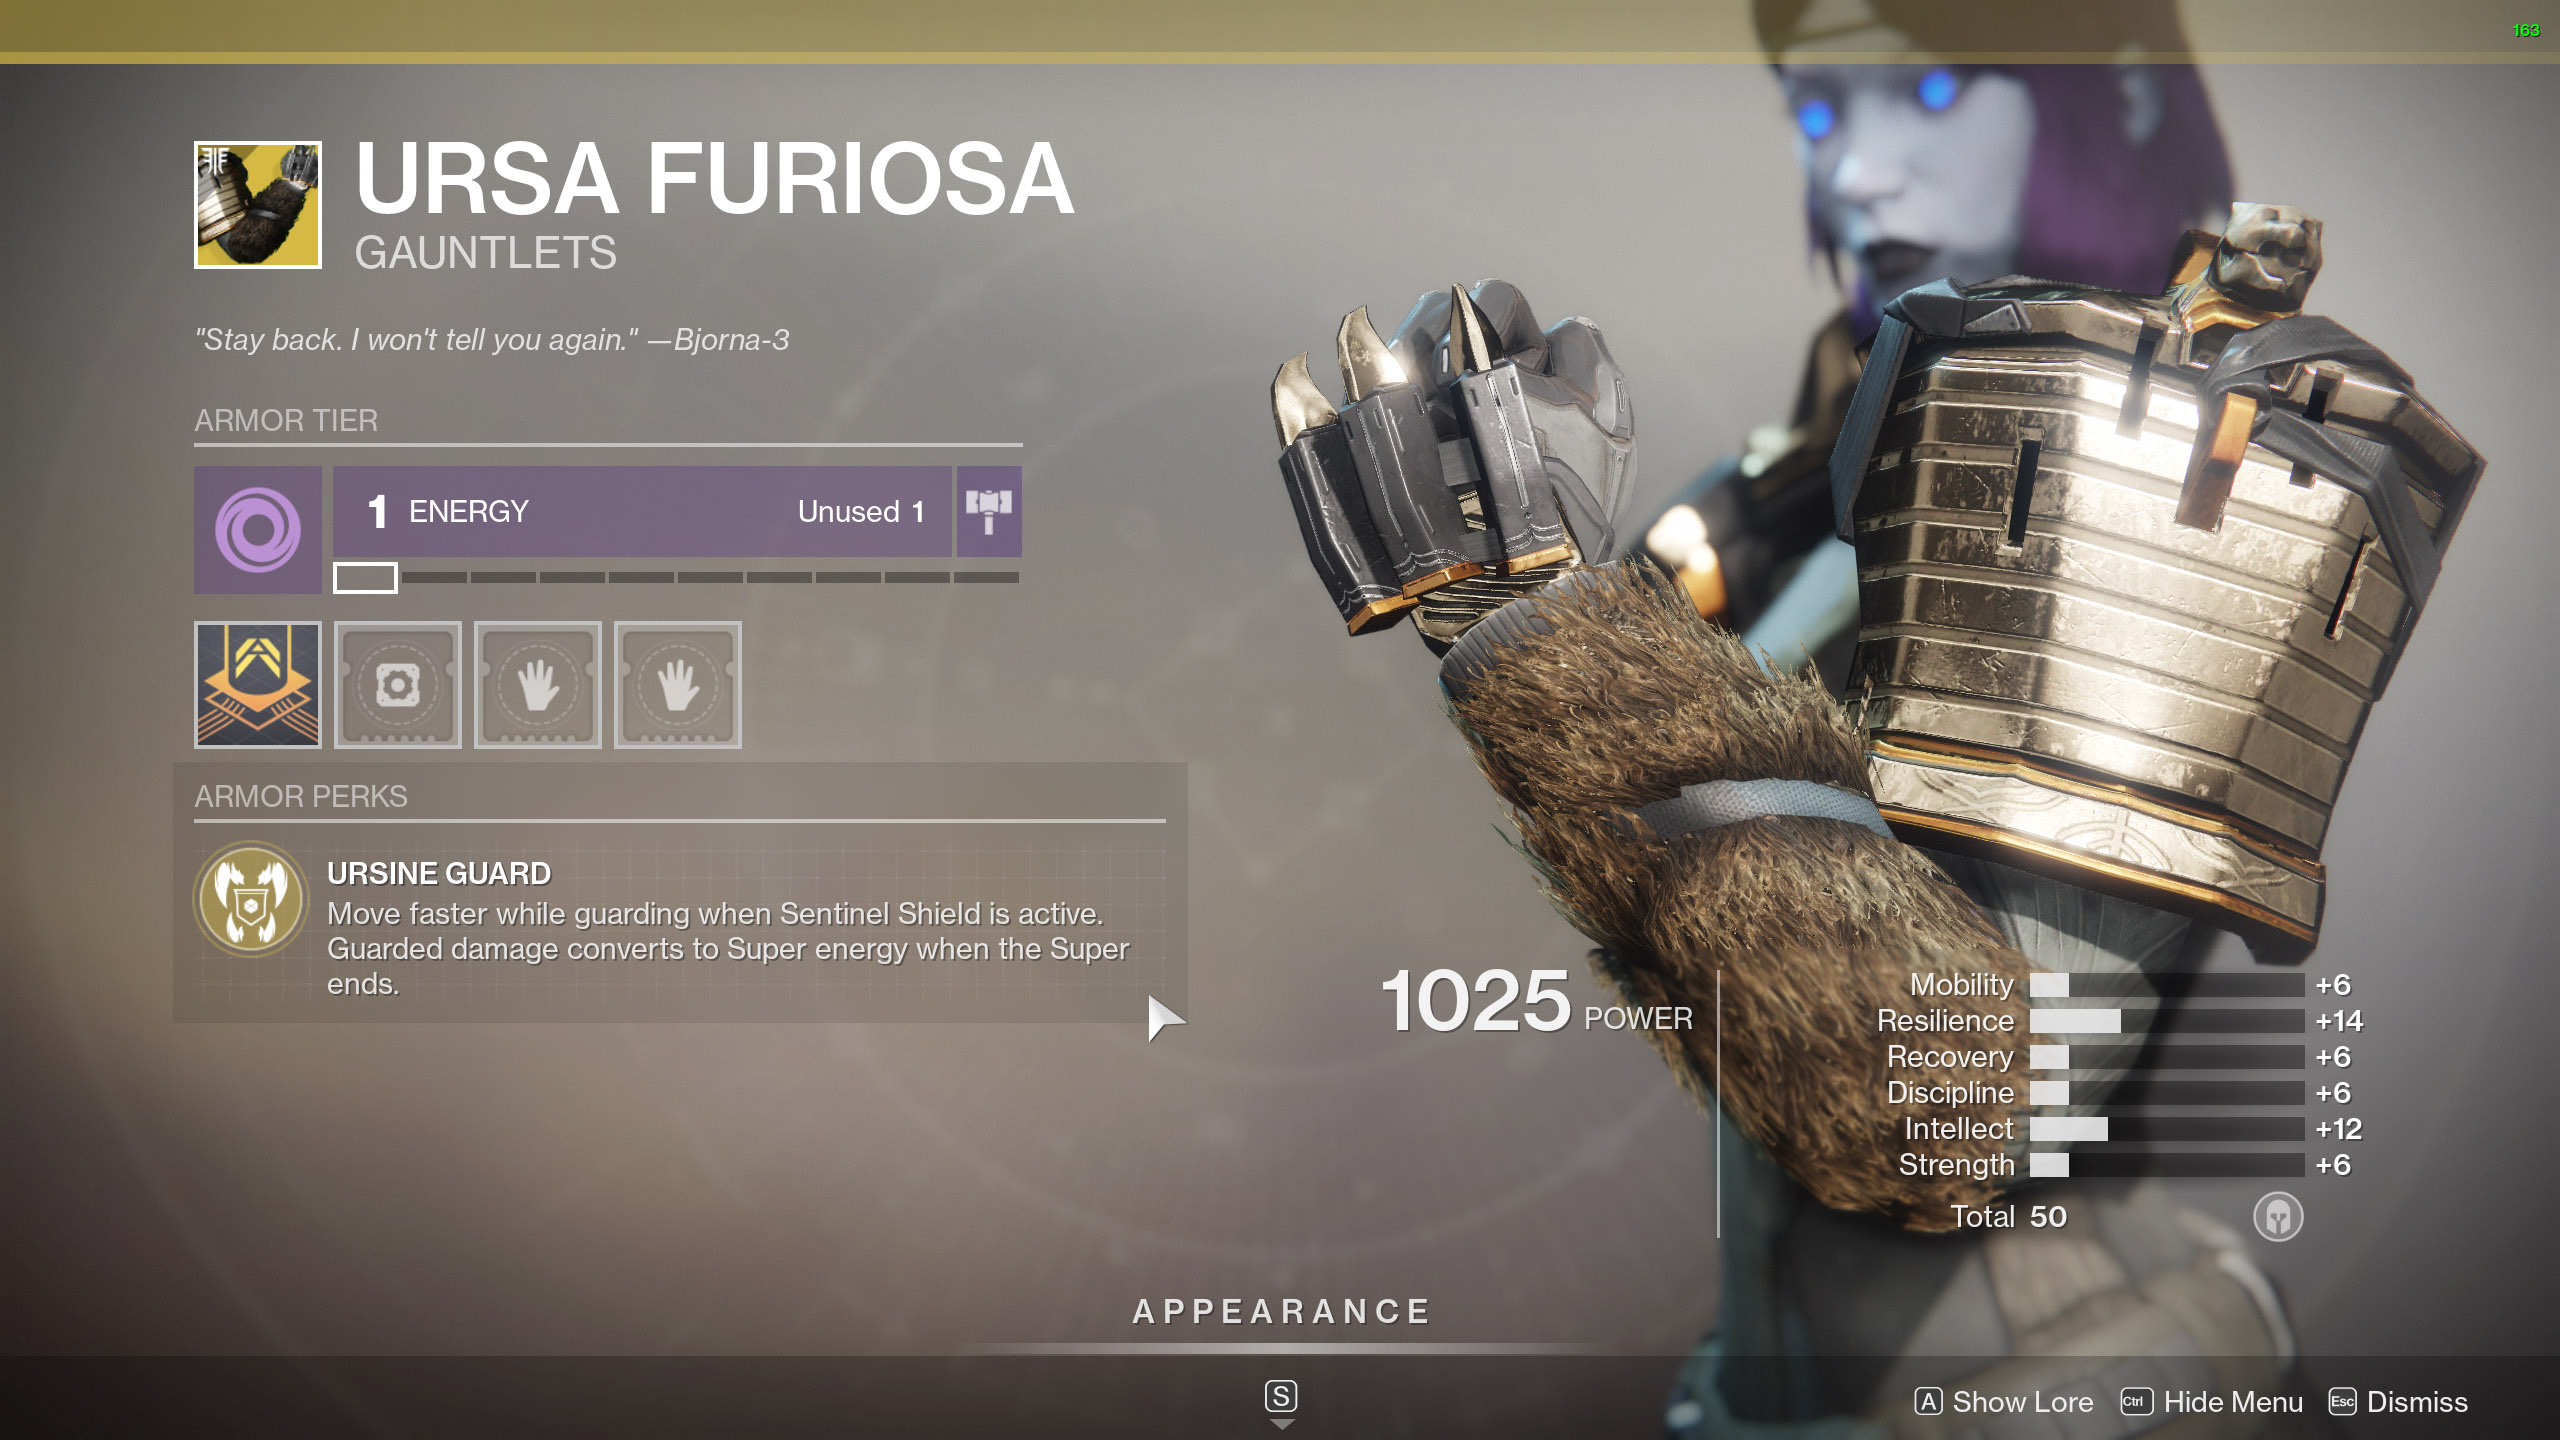 163
URSA FURIOSA
GAUNTLETS
"Stay back. I won't tell you again." —Bjorna-3
ARMOR TIER
1 ENERGY Unused 1
ARMOR PERKS
URSINE GUARD
Move faster while guarding when Sentinel Shield is active.
Guarded damage converts to Super energy when the Super
ends.
1025 POWER
Mobility +6
Resilience +14
Recovery +6
Discipline +6
Intellect +12
Strength +6
Total 50
APPEARANCE
S
A Show Lore Ctrl Hide Menu Esc Dismiss